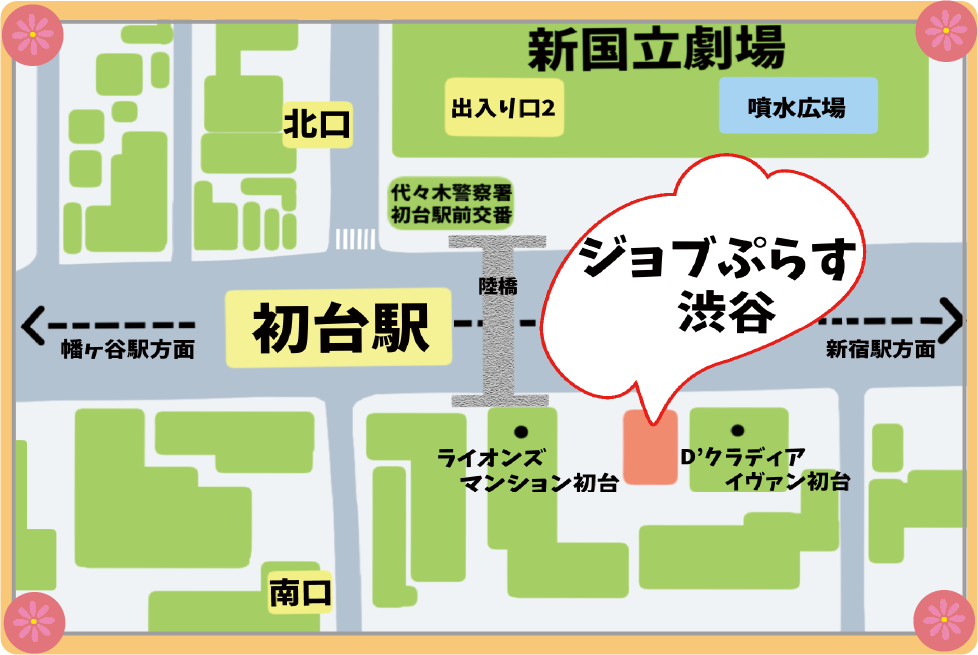 新国立劇場
出入り口2
噴水広場
北口
代々木警察署
初台駅前交番
ジョブぷらす
渋谷
陸橋
初台駅
幡ヶ谷駅方面
新宿駅方面
ライオンズ
マンション初台
D'クラディア
イヴァン初台
南口